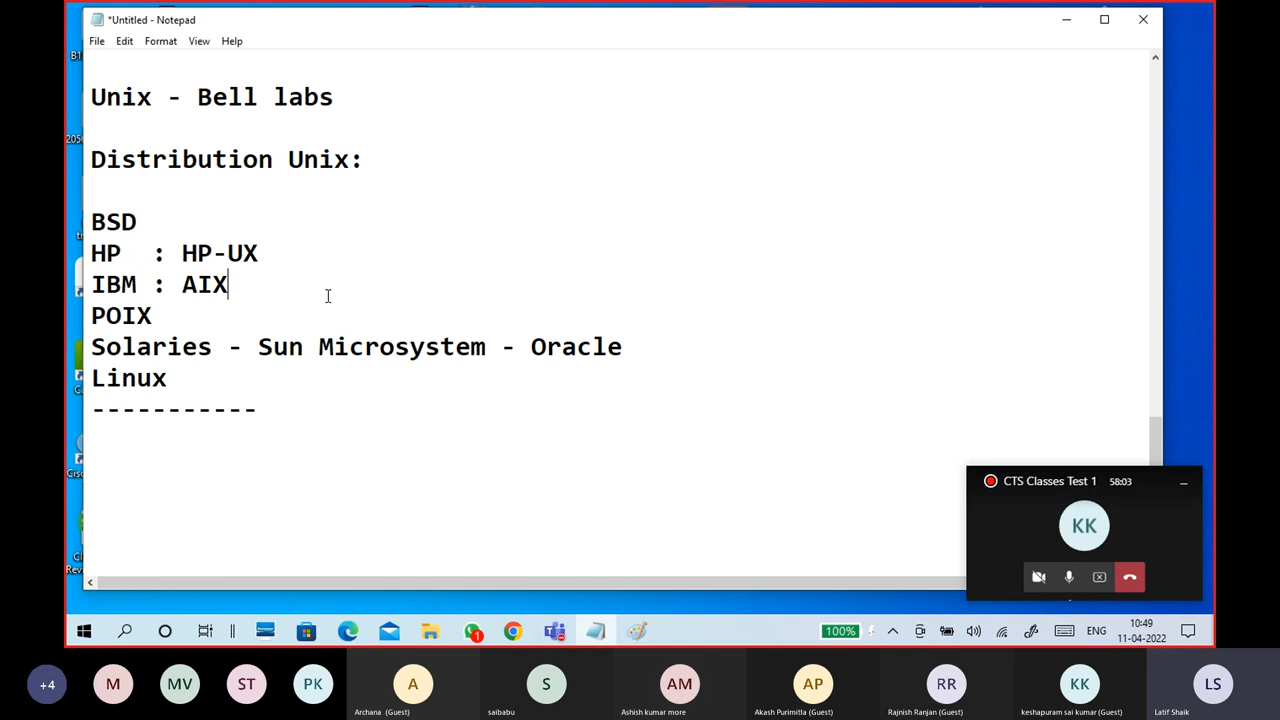 *Untitled - Notepad
File Edit Format View Help
Unix - Bell labs
Distribution Unix:
BSD
HP : HP-UX
IBM : AIX
POIX
Solaries - Sun Microsystem - Oracle
Linux
-----------
CTS Classes Test 1 58:03
KK
100%
ENG
10:49
11-04-2022
1
+4
M
MV
ST
PK
A
S
AM
AP
RR
KK
LS
Archana (Guest)
saibabu
Ashish kumar more
Akash Purimitla (Guest)
Rajnish Ranjan (Guest)
keshapuram sai kumar (Guest)
Latif Shaik